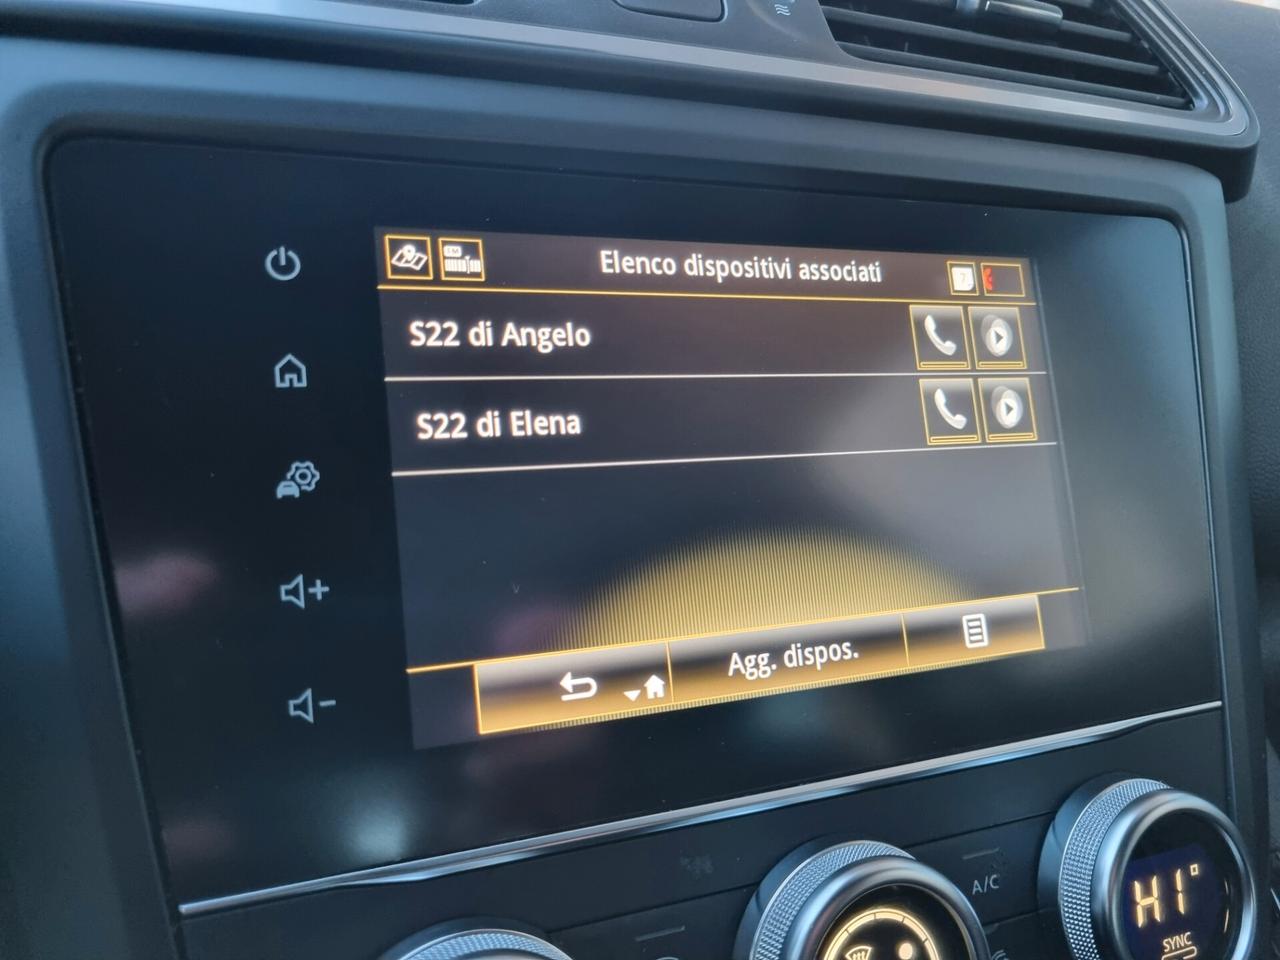 Elenco dispositivi associati
S22 di Angelo
S22 di Elena
Agg. dispos.
A/C
HI°
SYNC